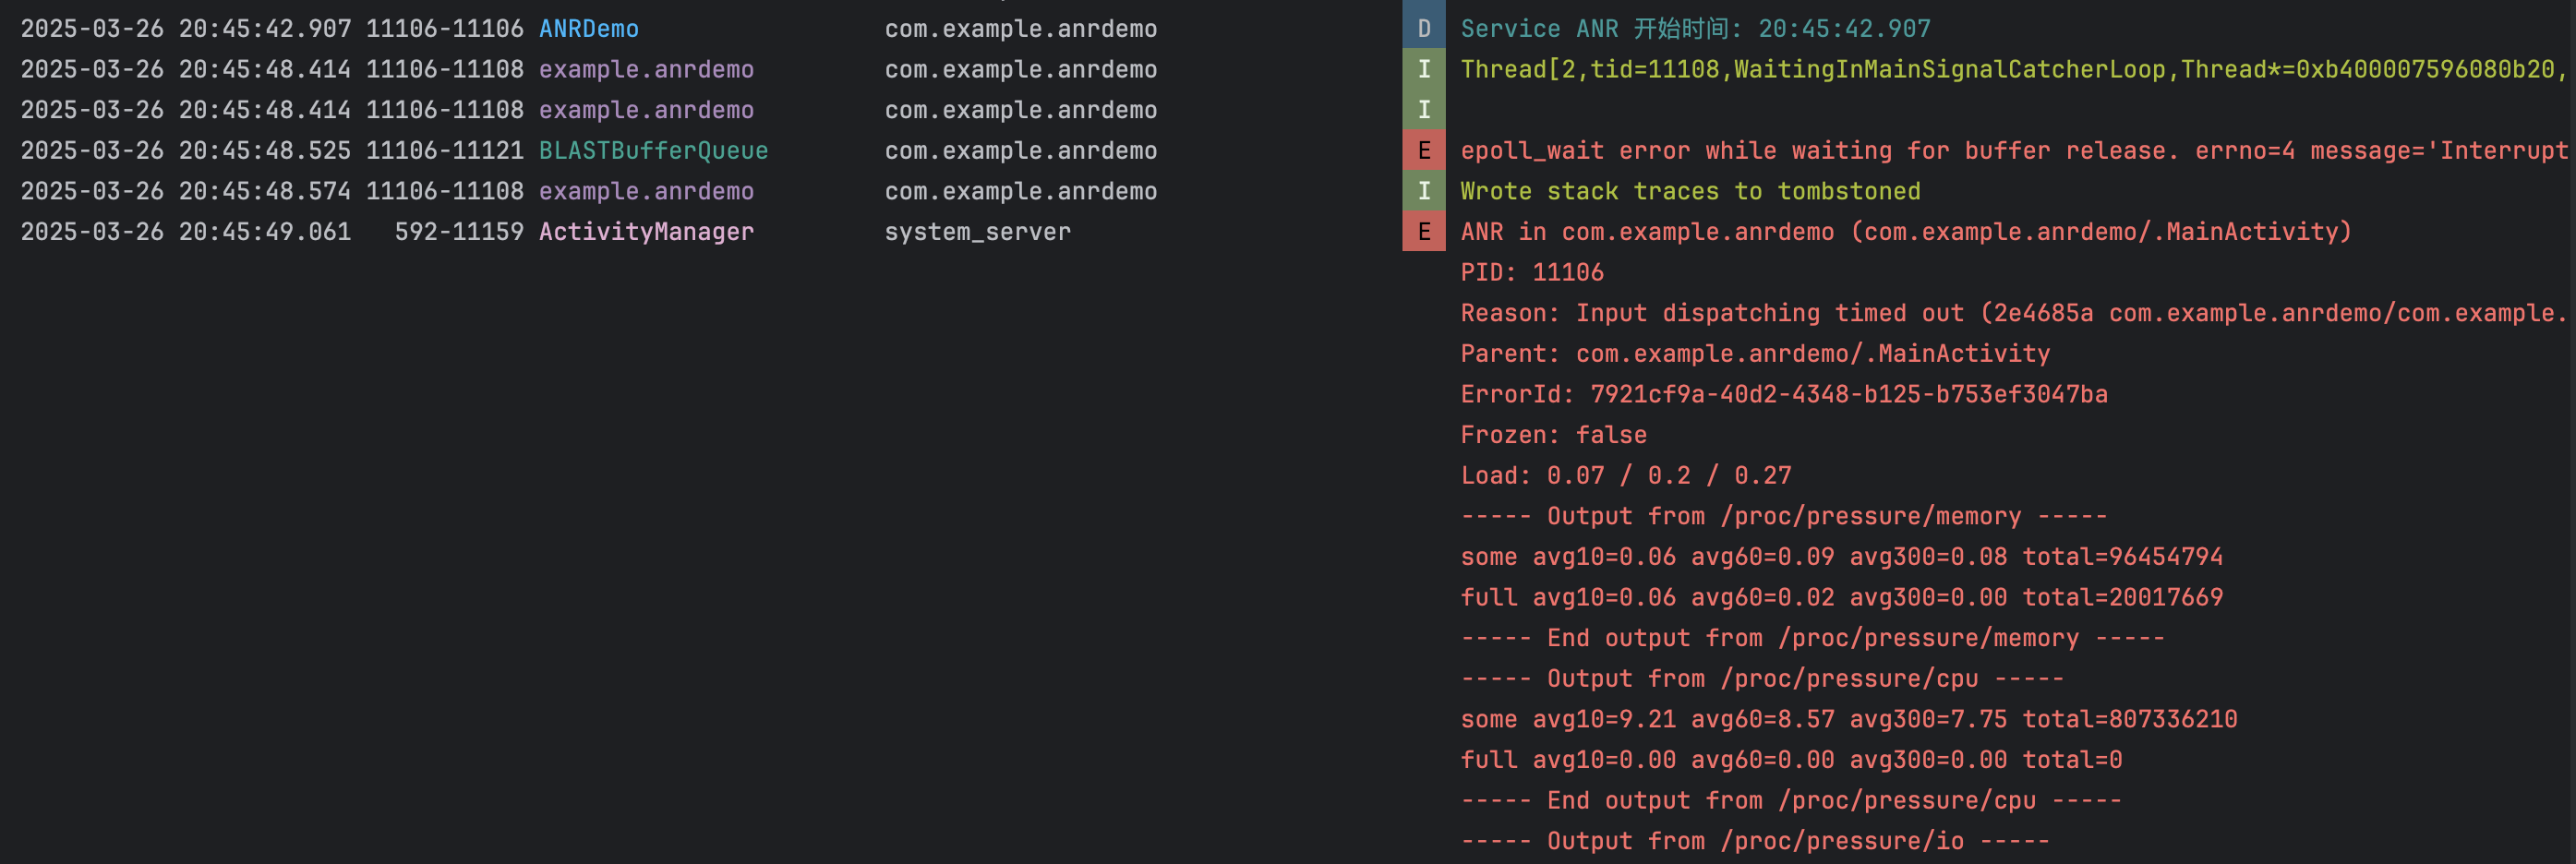 2025-03-26 20:45:42.907 11106-11106 ANRDemo com.example.anrdemo D Service ANR 开始时间: 20:45:42.907
2025-03-26 20:45:48.414 11106-11108 example.anrdemo com.example.anrdemo I Thread[2,tid=11108,WaitingInMainSignalCatcherLoop,Thread*=0xb400007596080b20,
2025-03-26 20:45:48.414 11106-11108 example.anrdemo com.example.anrdemo I
2025-03-26 20:45:48.525 11106-11121 BLASTBufferQueue com.example.anrdemo E epoll_wait error while waiting for buffer release. errno=4 message='Interrupt
2025-03-26 20:45:48.574 11106-11108 example.anrdemo com.example.anrdemo I Wrote stack traces to tombstoned
2025-03-26 20:45:49.061 592-11159 ActivityManager system_server E ANR in com.example.anrdemo (com.example.anrdemo/.MainActivity)
PID: 11106
Reason: Input dispatching timed out (2e4685a com.example.anrdemo/com.example.
Parent: com.example.anrdemo/.MainActivity
ErrorId: 7921cf9a-40d2-4348-b125-b753ef3047ba
Frozen: false
Load: 0.07 / 0.2 / 0.27
----- Output from /proc/pressure/memory -----
some avg10=0.06 avg60=0.09 avg300=0.08 total=96454794
full avg10=0.06 avg60=0.02 avg300=0.00 total=20017669
----- End output from /proc/pressure/memory -----
----- Output from /proc/pressure/cpu -----
some avg10=9.21 avg60=8.57 avg300=7.75 total=807336210
full avg10=0.00 avg60=0.00 avg300=0.00 total=0
----- End output from /proc/pressure/cpu -----
----- Output from /proc/pressure/io -----